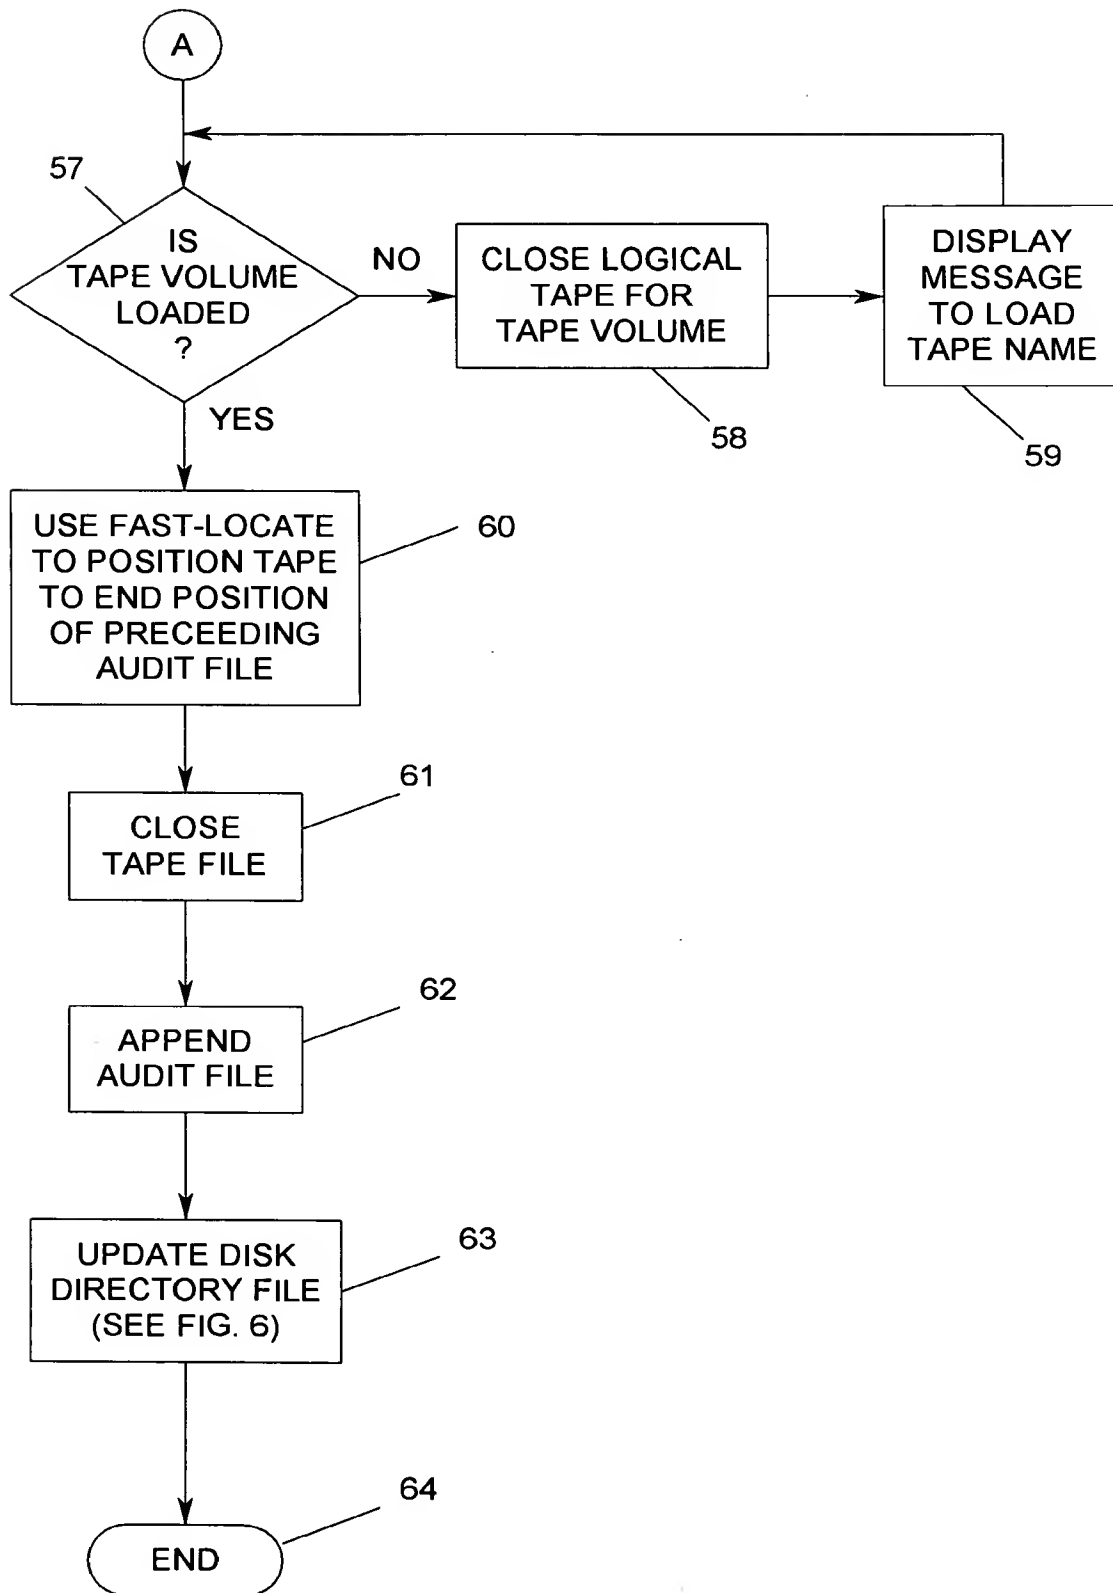 A
57
IS
TAPE VOLUME
LOADED
?
NO
CLOSE LOGICAL
TAPE FOR
TAPE VOLUME
58
DISPLAY
MESSAGE
TO LOAD
TAPE NAME
59
YES
USE FAST-LOCATE
TO POSITION TAPE
TO END POSITION
OF PRECEEDING
AUDIT FILE
60
CLOSE
TAPE FILE
61
APPEND
AUDIT FILE
62
UPDATE DISK
DIRECTORY FILE
(SEE FIG. 6)
63
END
64